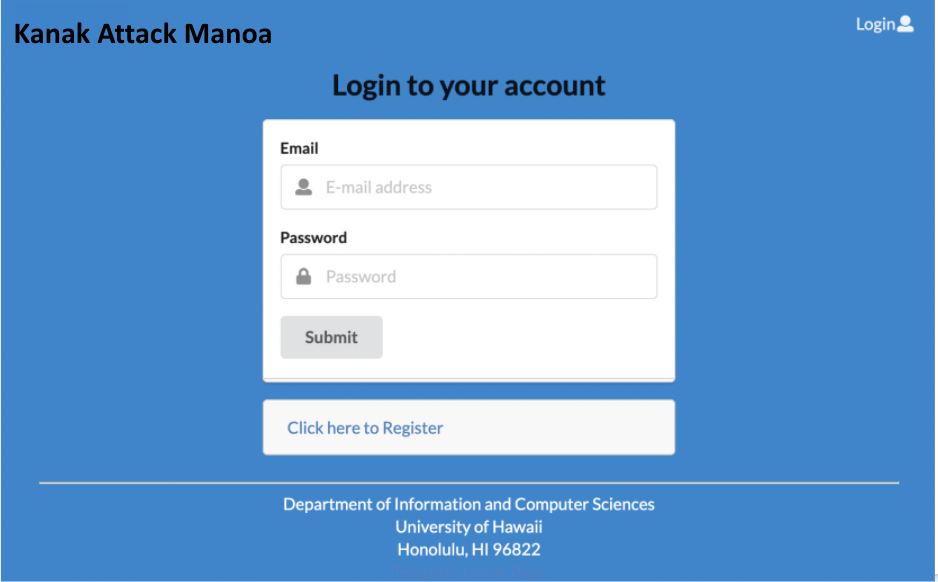 Kanak Attack Manoa
Login
Login to your account
Email
E-mail address
Password
Password
Submit
Click here to Register
Department of Information and Computer Sciences
University of Hawaii
Honolulu, HI 96822